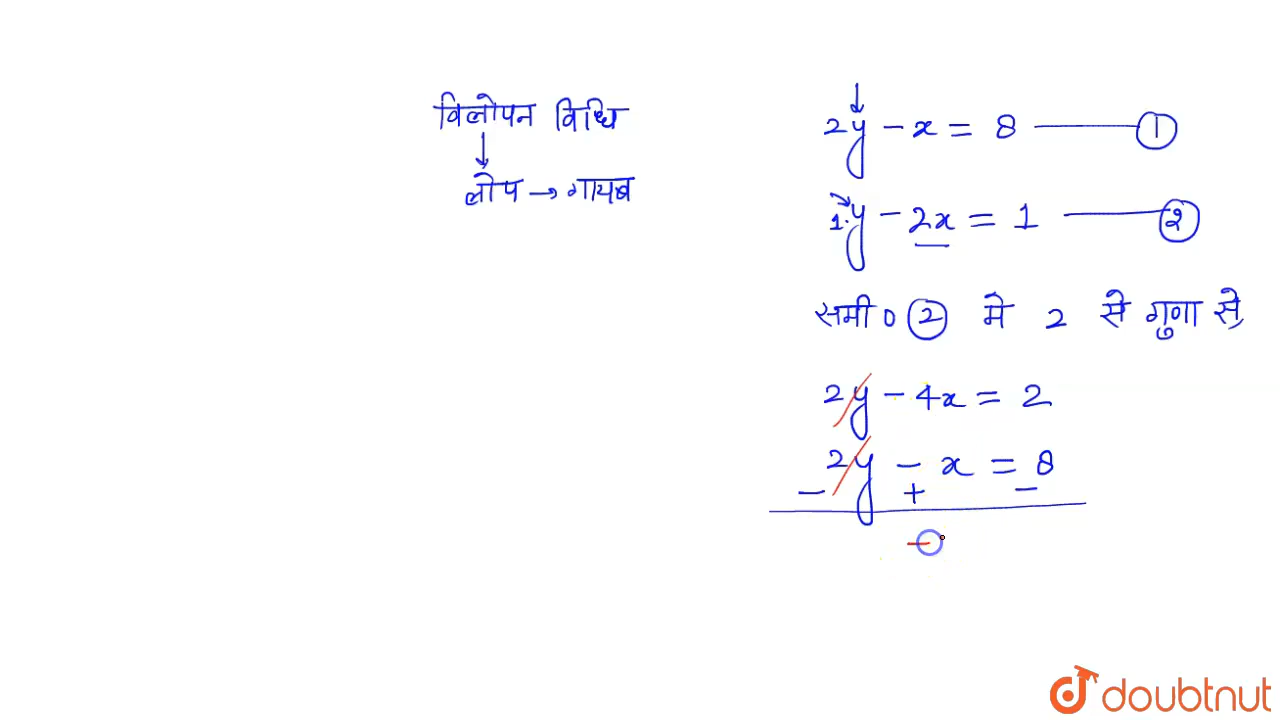 विलोपन विधि
↓
लोप → गायब
↓
2y - x = 8 —— ①
1.y - 2x = 1 —— ②
समी० ② मे 2 से गुणा से,
2y - 4x = 2
2y - x = 8
- + -
-
doubtnut